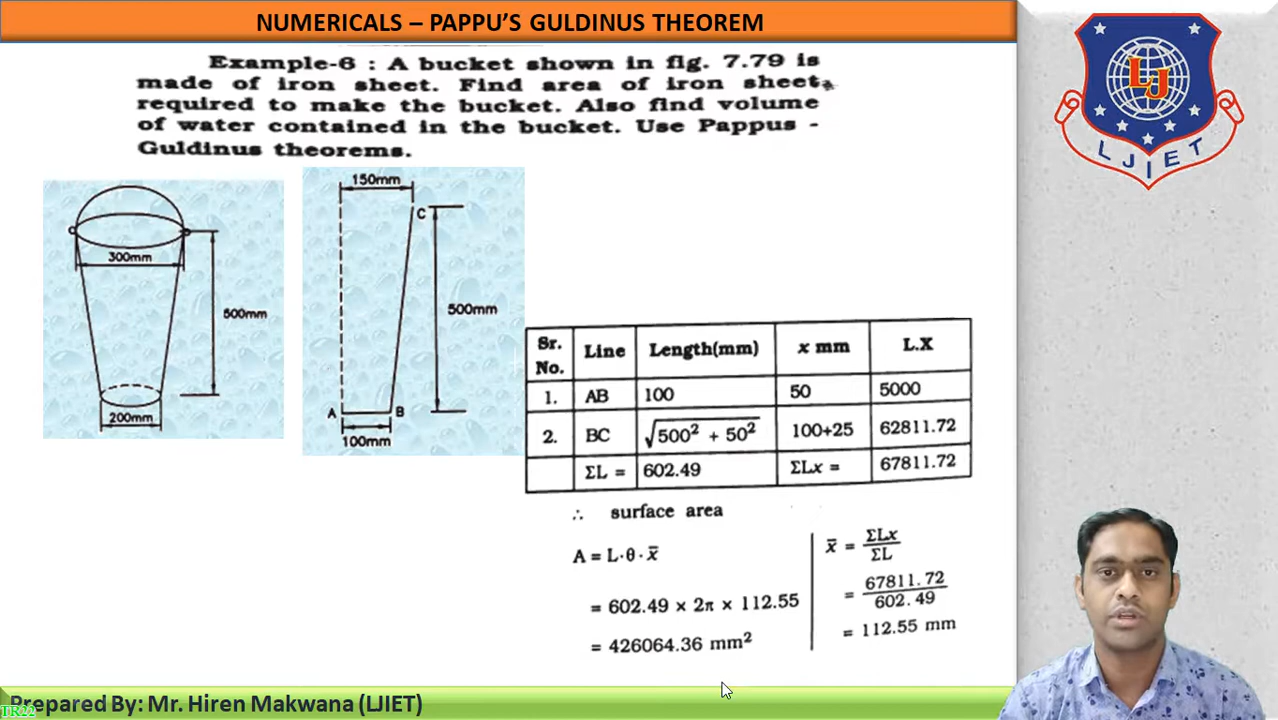 NUMERICALS – PAPPU'S GULDINUS THEOREM
Example-6 : A bucket shown in fig. 7.79 is
made of iron sheet. Find area of iron sheet,
required to make the bucket. Also find volume
of water contained in the bucket. Use Pappus -
Guldinus theorems.
LJ
LJIET
300mm
500mm
200mm
150mm
C
500mm
A
B
100mm
Sr. No. Line Length(mm) x mm L.X
1. AB 100 50 5000
2. BC √500² + 50² 100+25 62811.72
ΣL = 602.49 ΣLx = 67811.72
∴ surface area
A = L·θ·x̄
= 602.49 × 2π × 112.55
= 426064.36 mm²
x̄ = ΣLx / ΣL
= 67811.72 / 602.49
= 112.55 mm
Prepared By: Mr. Hiren Makwana (LJIET)
TR22